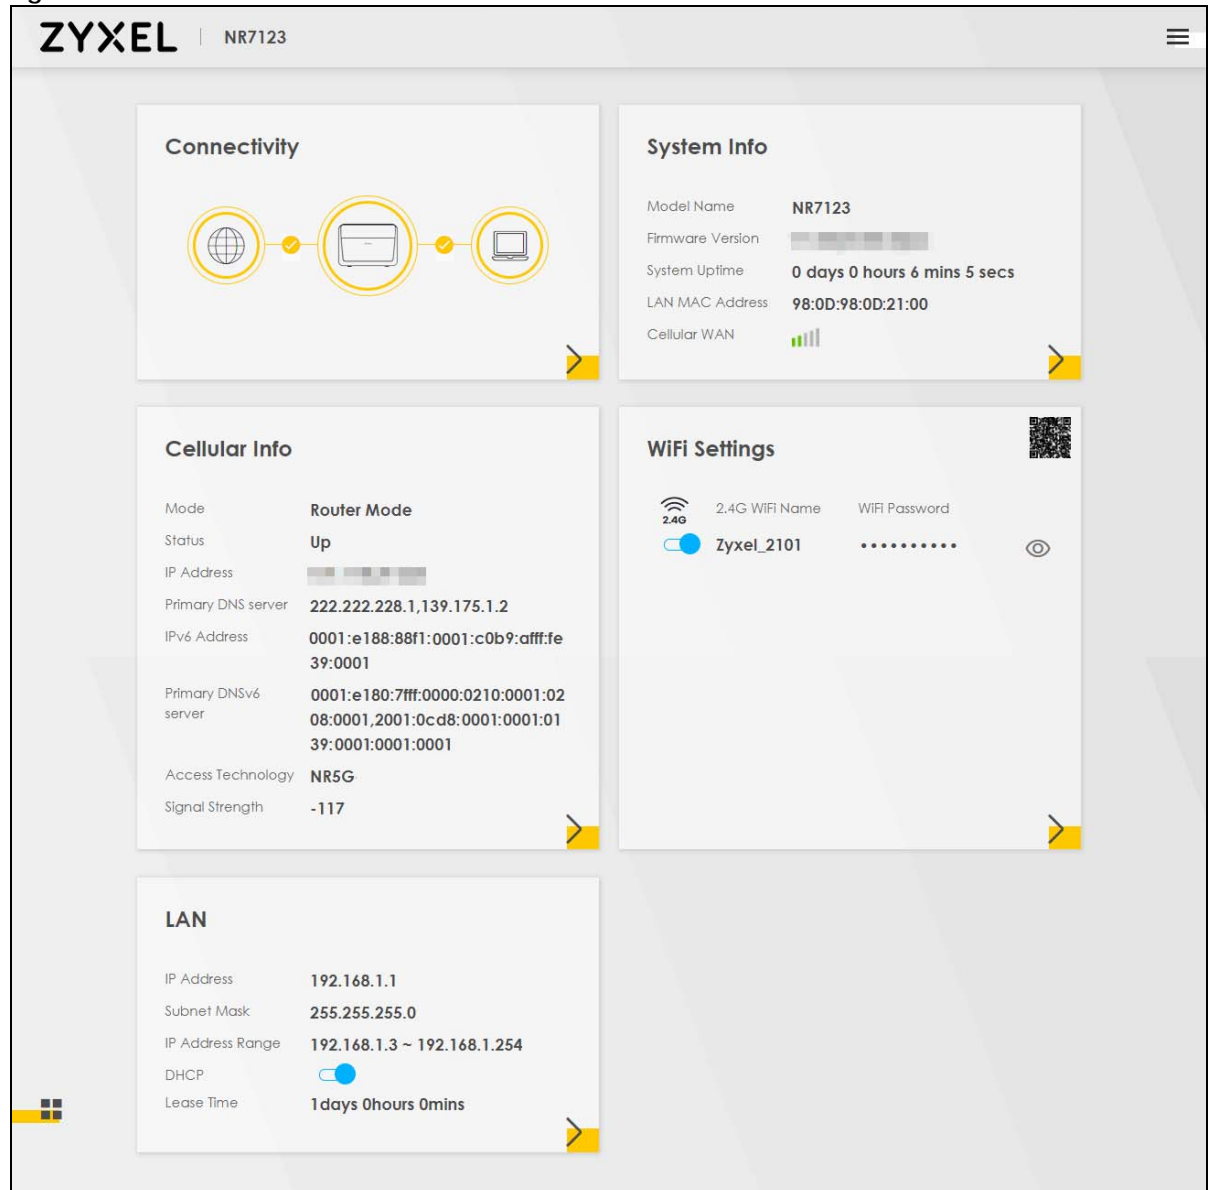 ZYXEL NR7123
Connectivity
System Info
Model Name NR7123
Firmware Version
System Uptime 0 days 0 hours 6 mins 5 secs
LAN MAC Address 98:0D:98:0D:21:00
Cellular WAN
Cellular Info
Mode Router Mode
Status Up
IP Address
Primary DNS server 222.222.228.1,139.175.1.2
IPv6 Address 0001:e188:88f1:0001:c0b9:afff:fe
39:0001
Primary DNSv6 0001:e180:7fff:0000:0210:0001:02
server 08:0001,2001:0cd8:0001:0001:01
39:0001:0001:0001
Access Technology NR5G
Signal Strength -117
WiFi Settings
2.4G 2.4G WiFi Name WiFi Password
Zyxel_2101 ••••••••••
LAN
IP Address 192.168.1.1
Subnet Mask 255.255.255.0
IP Address Range 192.168.1.3 ~ 192.168.1.254
DHCP
Lease Time 1days 0hours 0mins